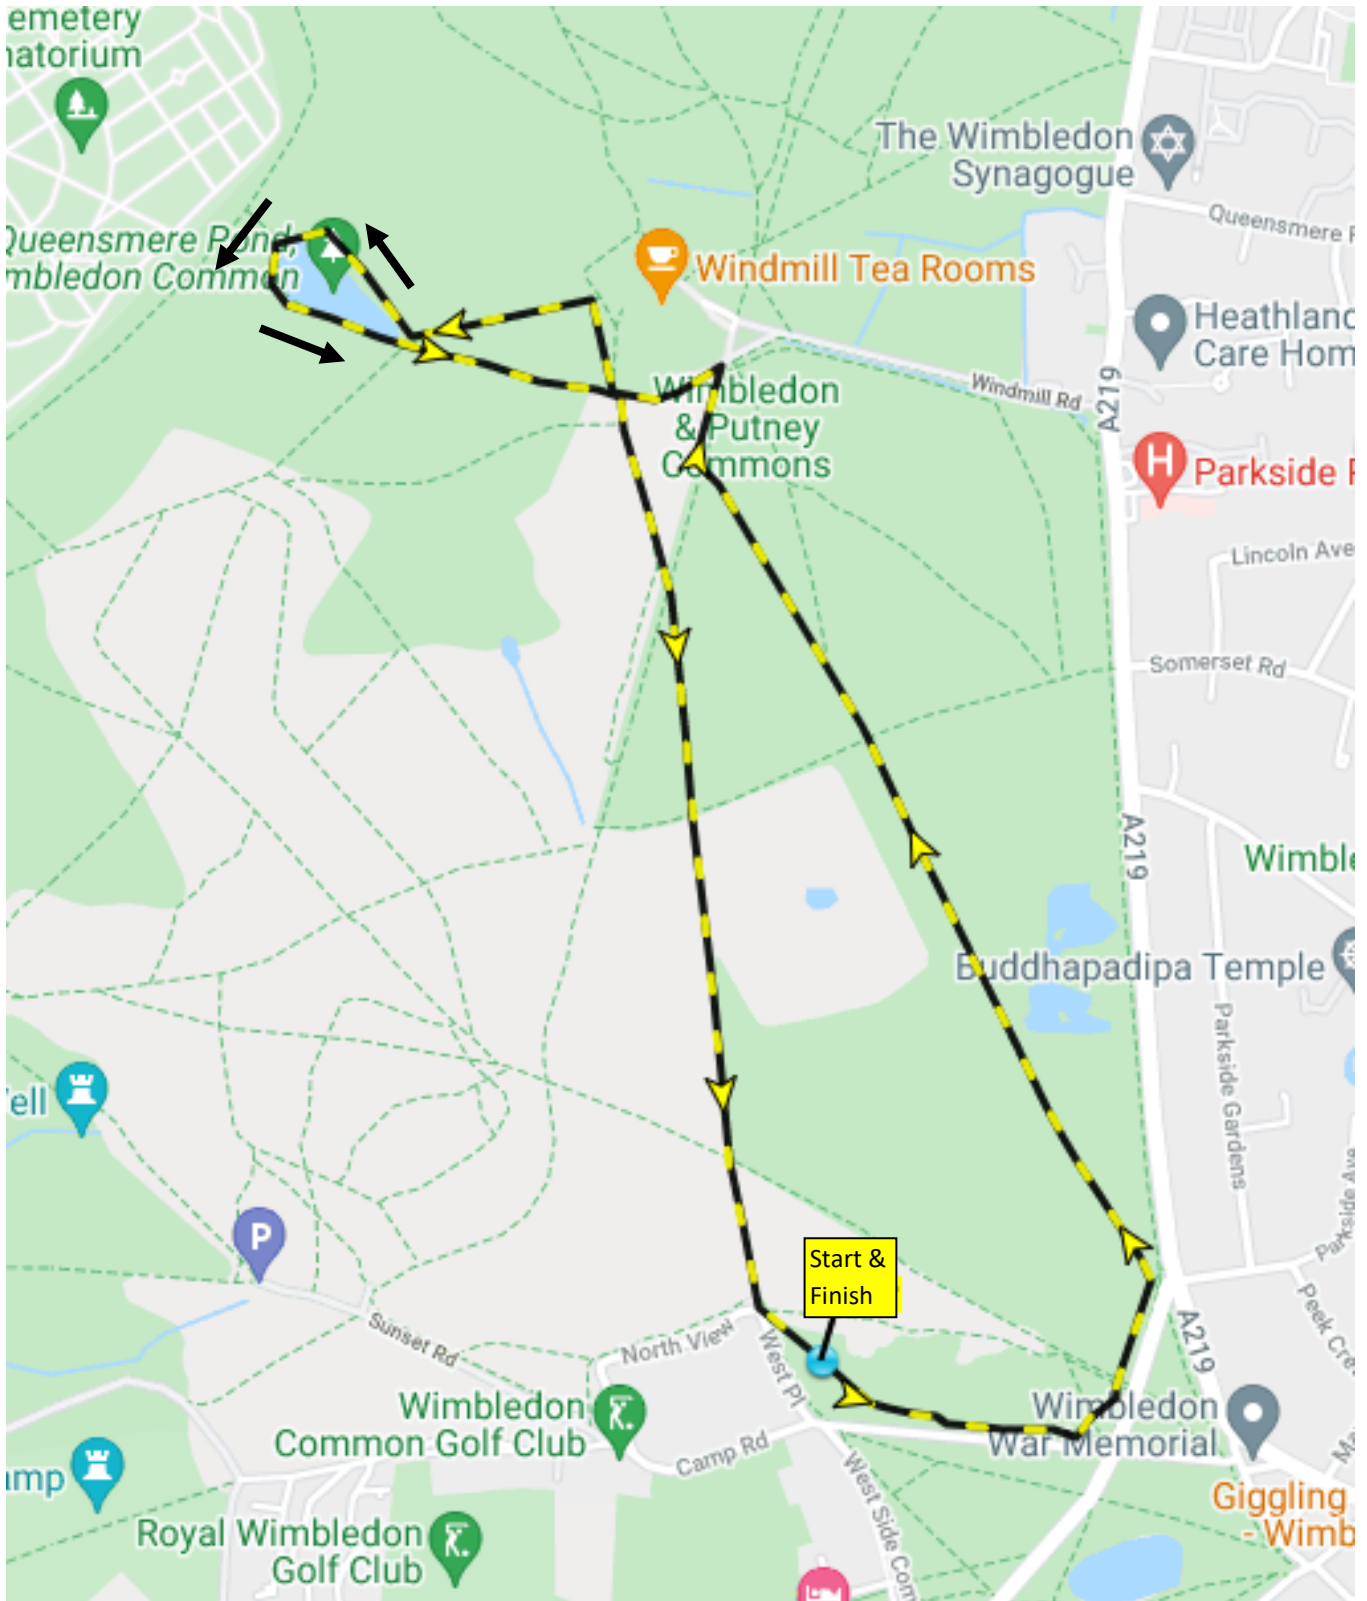 emetery
natorium
The Wimbledon
Synagogue
Queensmere
Queensmere Pond,
mbledon Common
Windmill Tea Rooms
Heathland
Care Hom
Windmill Rd
A219
Wimbledon
& Putney
Commons
Parkside
Lincoln Ave
Somerset Rd
A219
Wimble
Buddhapadipa Temple
Parkside Gardens
ell
Parkside Ave
P
Start &
Finish
Sunset Rd
North View
West Pl
A219
Peek Cre
Wimbledon
Common Golf Club
Wimbledon
War Memorial
Camp Rd
amp
West Side Com
Giggling
- Wimb
Royal Wimbledon
Golf Club